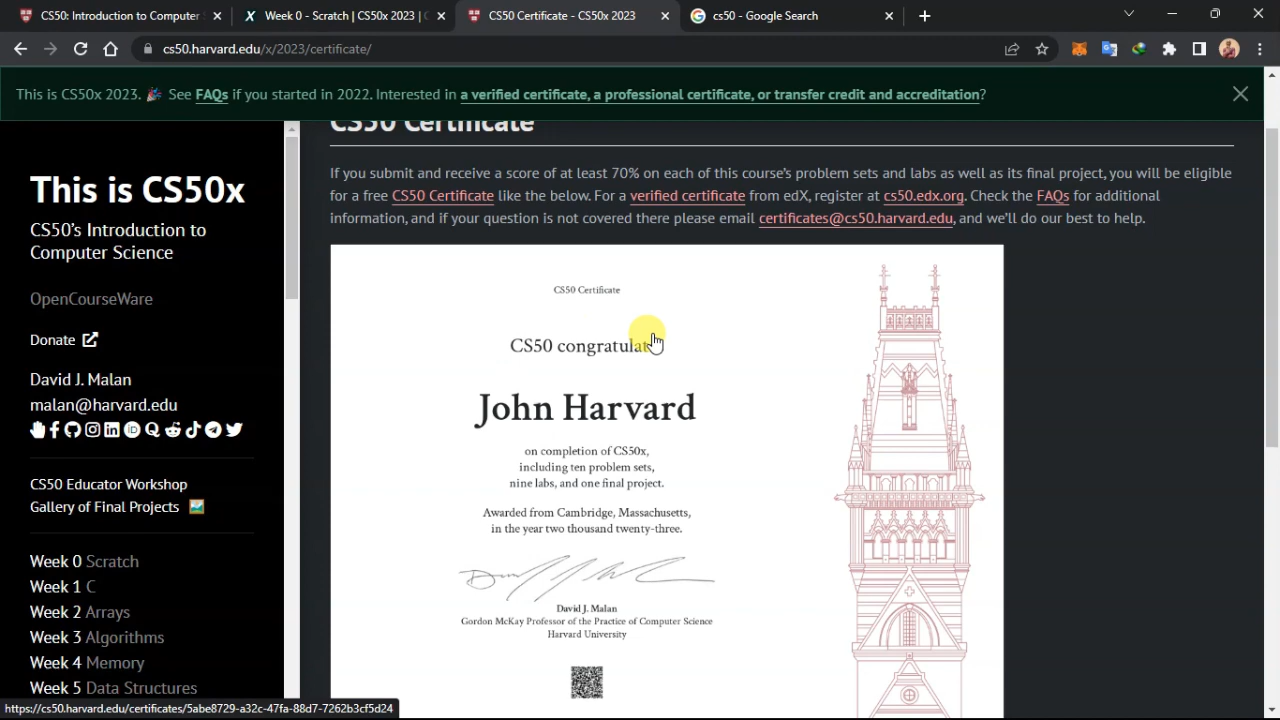 CS50: Introduction to Computer
Week 0 - Scratch | CS50x 2023 | C
CS50 Certificate - CS50x 2023
cs50 - Google Search
cs50.harvard.edu/x/2023/certificate/
This is CS50x 2023. 🎉 See FAQs if you started in 2022. Interested in a verified certificate, a professional certificate, or transfer credit and accreditation?
This is CS50x
CS50's Introduction to
Computer Science
OpenCourseWare
Donate
David J. Malan
malan@harvard.edu
CS50 Educator Workshop
Gallery of Final Projects
Week 0 Scratch
Week 1 C
Week 2 Arrays
Week 3 Algorithms
Week 4 Memory
Week 5 Data Structures
CS50 Certificate
If you submit and receive a score of at least 70% on each of this course's problem sets and labs as well as its final project, you will be eligible
for a free CS50 Certificate like the below. For a verified certificate from edX, register at cs50.edx.org. Check the FAQs for additional
information, and if your question is not covered there please email certificates@cs50.harvard.edu, and we'll do our best to help.
CS50 Certificate
CS50 congratulat
John Harvard
on completion of CS50x,
including ten problem sets,
nine labs, and one final project.
Awarded from Cambridge, Massachusetts,
in the year two thousand twenty-three.
David J. Malan
Gordon McKay Professor of the Practice of Computer Science
Harvard University